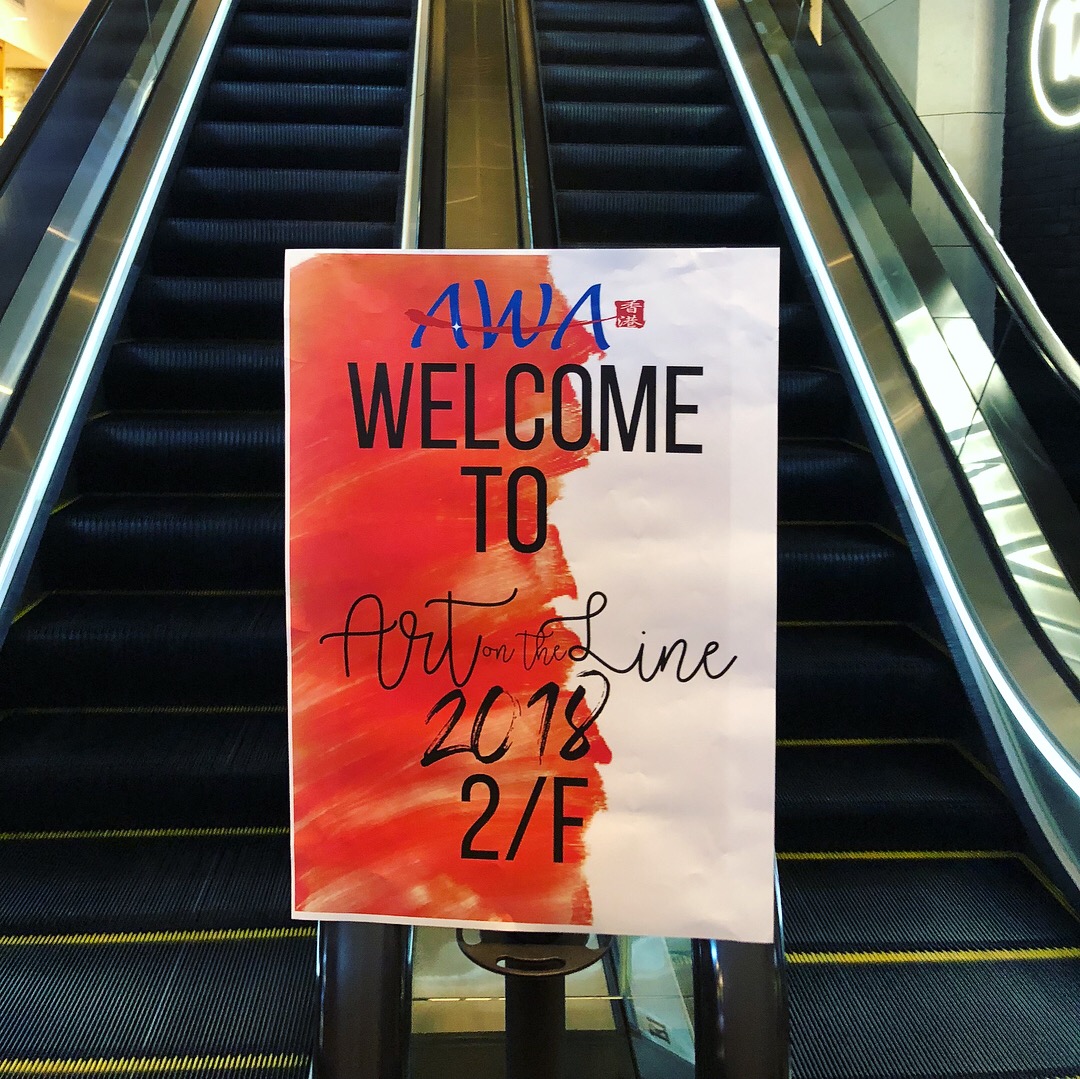 AWA 香港
WELCOME
TO
Art on the Line
2018
2/F